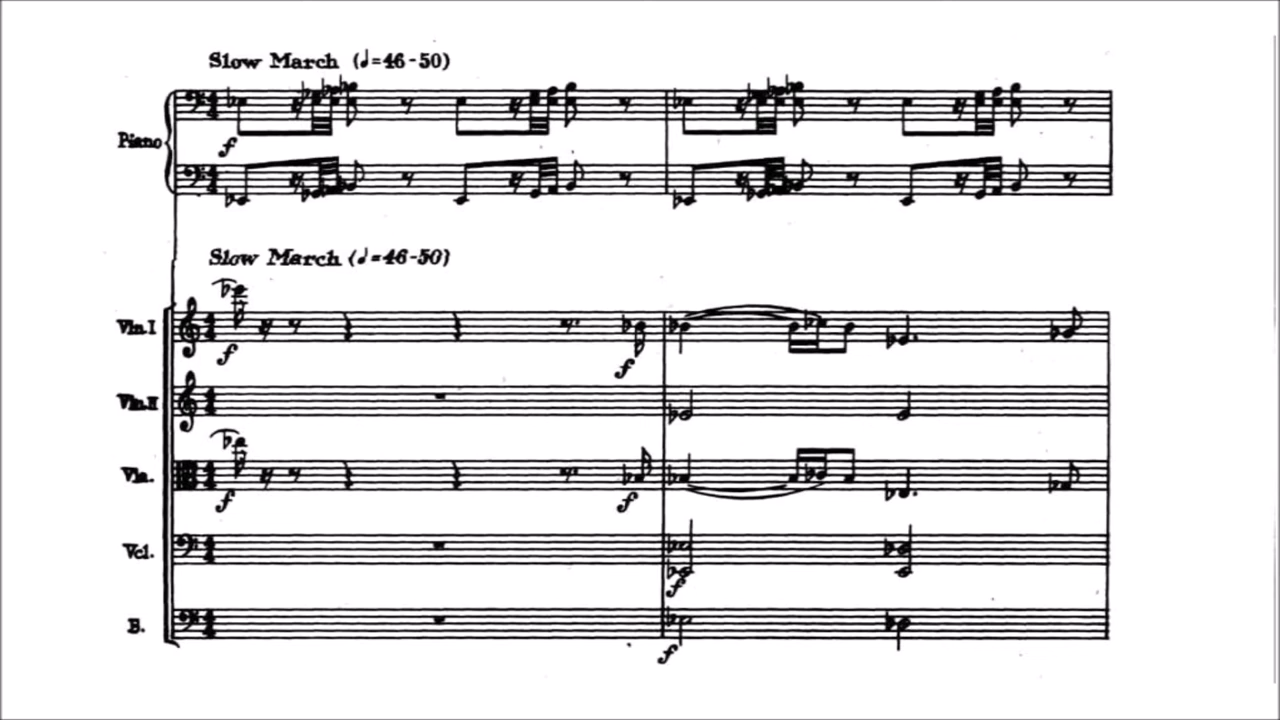 Slow March (♩=46-50)
Piano
f
Slow March (♩=46-50)
Vln.I
f
f
Vln.II
Vla.
f
f
Vcl.
f
B.
f